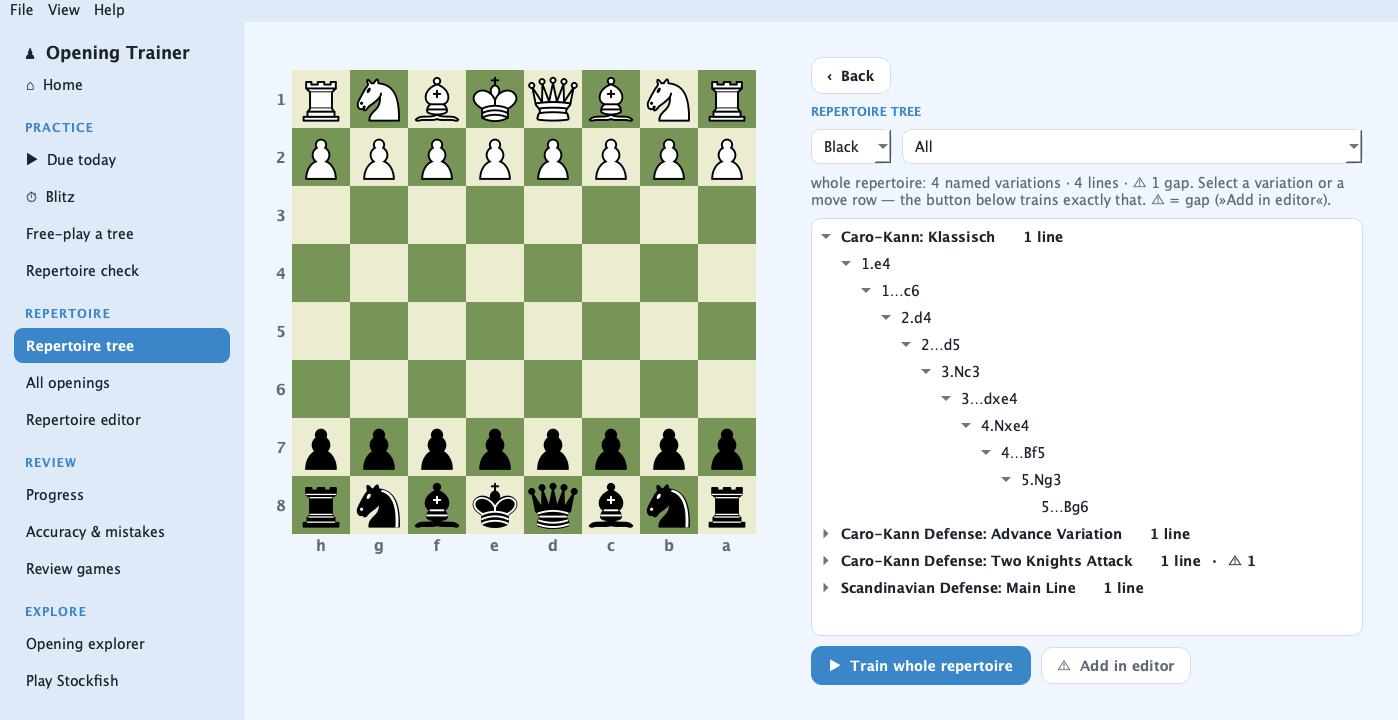 File View Help
♟ Opening Trainer
⌂ Home
PRACTICE
▶ Due today
⏱ Blitz
Free-play a tree
Repertoire check
REPERTOIRE
Repertoire tree
All openings
Repertoire editor
REVIEW
Progress
Accuracy & mistakes
Review games
EXPLORE
Opening explorer
Play Stockfish
1
2
3
4
5
6
7
8
h g f e d c b a
‹ Back
REPERTOIRE TREE
Black All
whole repertoire: 4 named variations · 4 lines · ⚠ 1 gap. Select a variation or a
move row — the button below trains exactly that. ⚠ = gap (»Add in editor«).
Caro-Kann: Klassisch 1 line
1.e4
1…c6
2.d4
2…d5
3.Nc3
3…dxe4
4.Nxe4
4…Bf5
5.Ng3
5…Bg6
Caro-Kann Defense: Advance Variation 1 line
Caro-Kann Defense: Two Knights Attack 1 line · ⚠ 1
Scandinavian Defense: Main Line 1 line
▶ Train whole repertoire ⚠ Add in editor